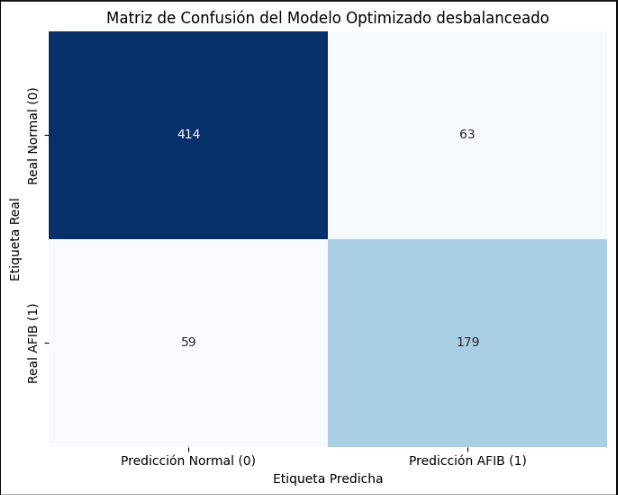 Matriz de Confusión del Modelo Optimizado desbalanceado
Etiqueta Real
Real Normal (0)
414
63
Real AFIB (1)
59
179
Predicción Normal (0)
Predicción AFIB (1)
Etiqueta Predicha